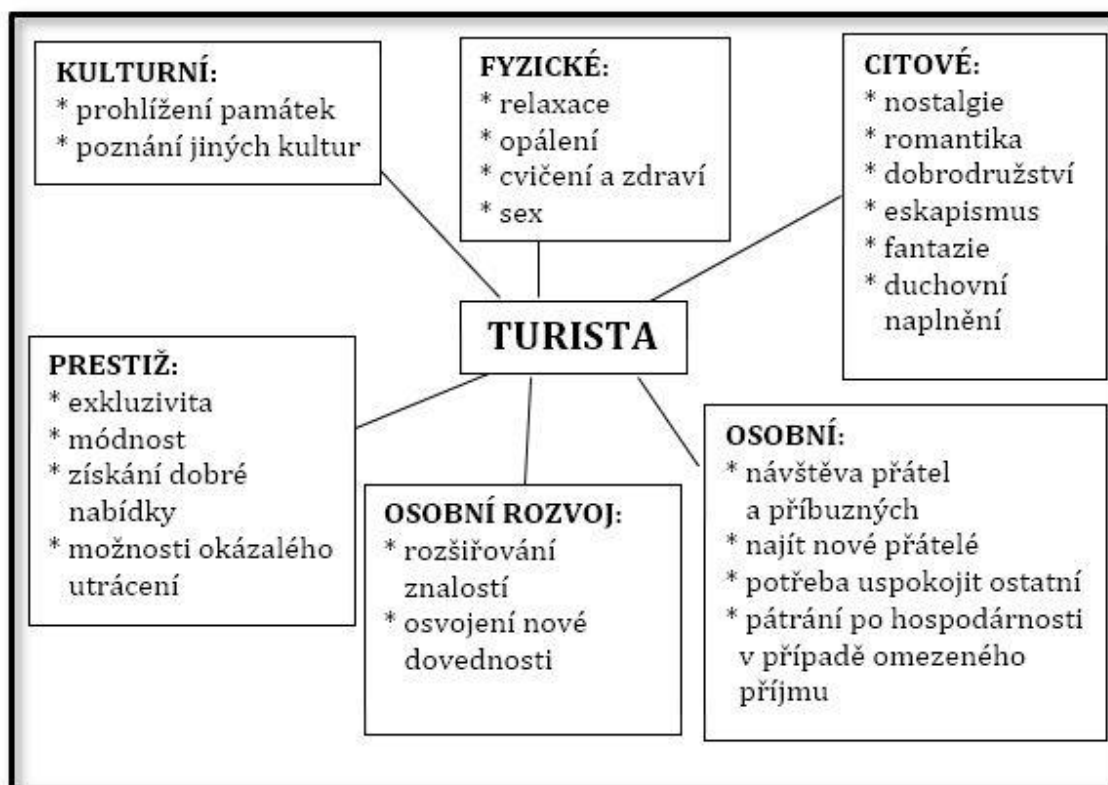 KULTURNÍ:
* prohlížení památek
* poznání jiných kultur
FYZICKÉ:
* relaxace
* opálení
* cvičení a zdraví
* sex
CITOVÉ:
* nostalgie
* romantika
* dobrodružství
* eskapismus
* fantazie
* duchovní
naplnění
TURISTA
PRESTIŽ:
* exkluzivita
* módnost
* získání dobré
nabídky
* možnosti okázalého
utrácení
OSOBNÍ ROZVOJ:
* rozšiřování
znalostí
* osvojení nové
dovednosti
OSOBNÍ:
* návštěva přátel
a příbuzných
* najít nové přátelé
* potřeba uspokojit ostatní
* pátrání po hospodárnosti
v případě omezeného
příjmu